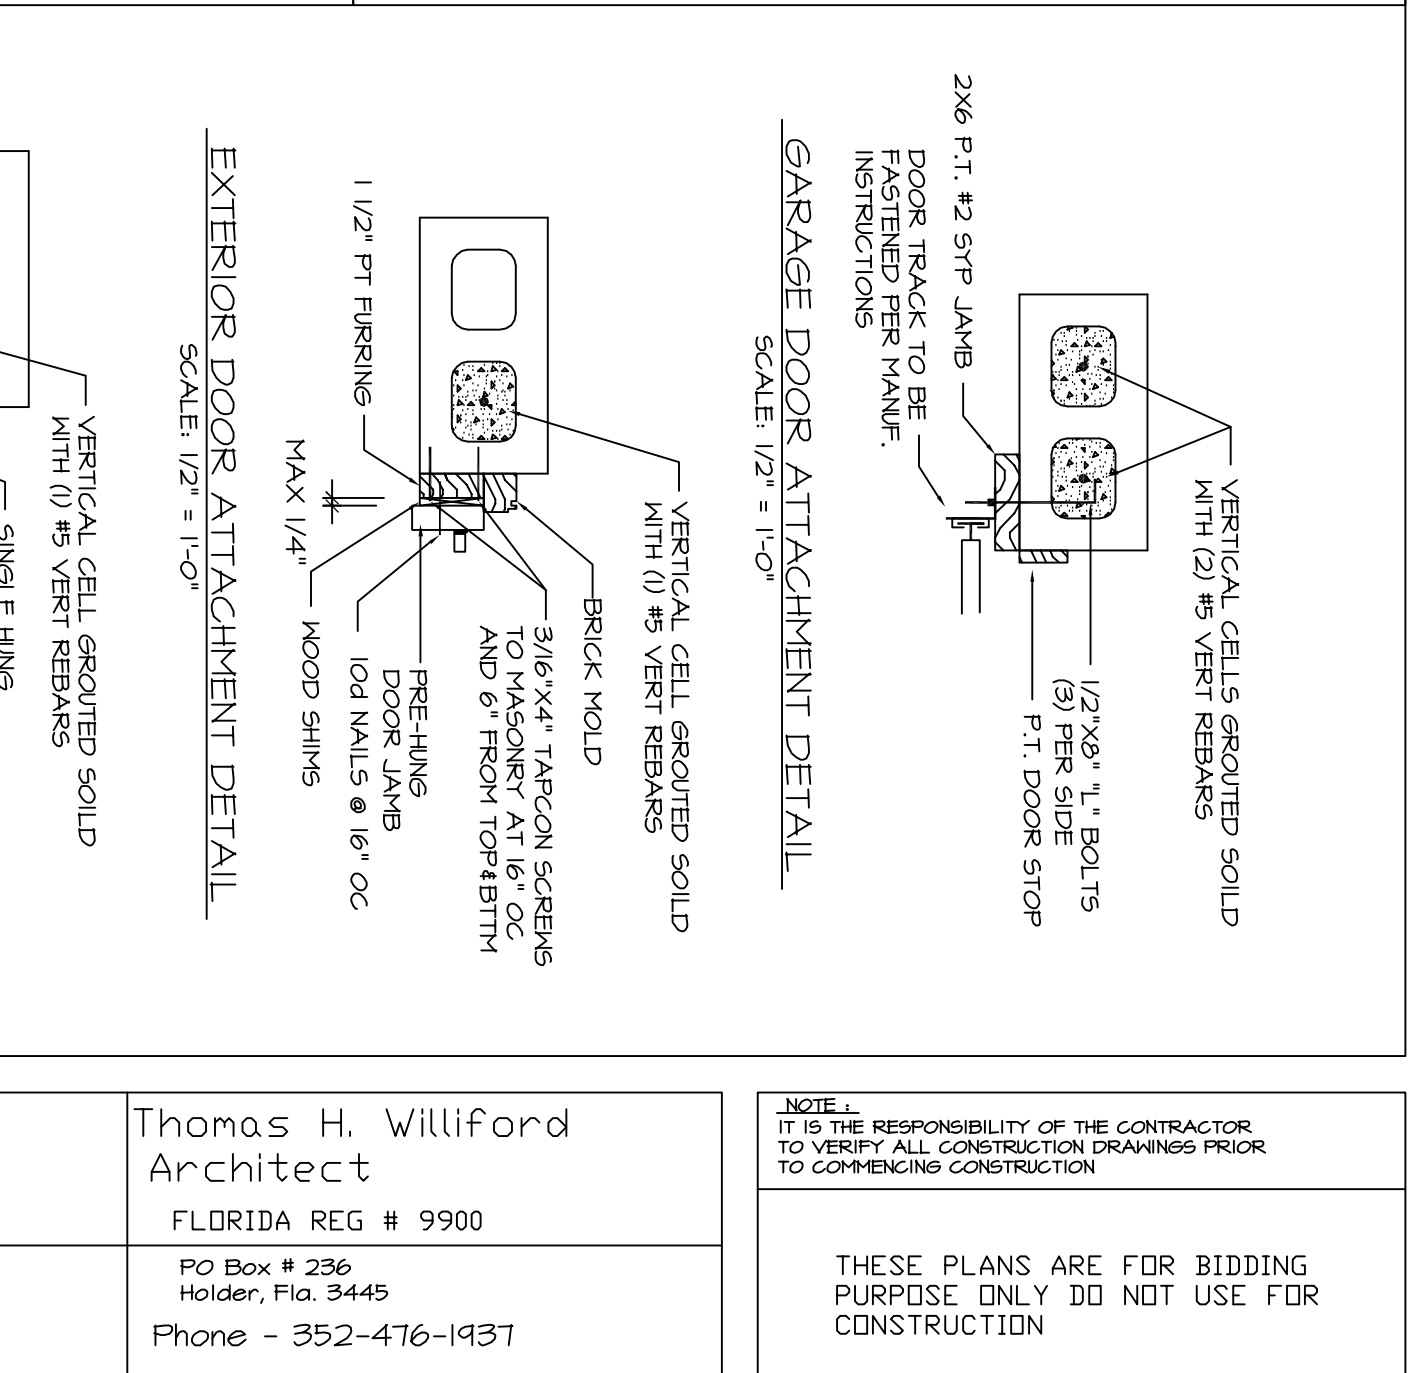 VERTICAL CELLS GROUTED SOILD
WITH (2) #5 VERT REBARS
1/2"X8" "L" BOLTS
(3) PER SIDE
P.T. DOOR STOP
2X6 P.T. #2 SYP JAMB
DOOR TRACK TO BE
FASTENED PER MANUF.
INSTRUCTIONS
GARAGE DOOR ATTACHMENT DETAIL
SCALE: 1/2" = 1'-0"
VERTICAL CELL GROUTED SOILD
WITH (1) #5 VERT REBARS
BRICK MOLD
3/16"X4" TAPCON SCREWS
TO MASONRY AT 16" OC
AND 6" FROM TOP&BTTM
PRE-HUNG
DOOR JAMB
10d NAILS @ 16" OC
WOOD SHIMS
1 1/2" PT FURRING
MAX 1/4"
EXTERIOR DOOR ATTACHMENT DETAIL
SCALE: 1/2" = 1'-0"
VERTICAL CELL GROUTED SOILD
WITH (1) #5 VERT REBARS
SINGLE HUNG
Thomas H. Williford
Architect
FLORIDA REG # 9900
PO Box # 236
Holder, Fla. 3445
Phone - 352-476-1937
NOTE :
IT IS THE RESPONSIBILITY OF THE CONTRACTOR
TO VERIFY ALL CONSTRUCTION DRAWINGS PRIOR
TO COMMENCING CONSTRUCTION
THESE PLANS ARE FOR BIDDING
PURPOSE ONLY DO NOT USE FOR
CONSTRUCTION